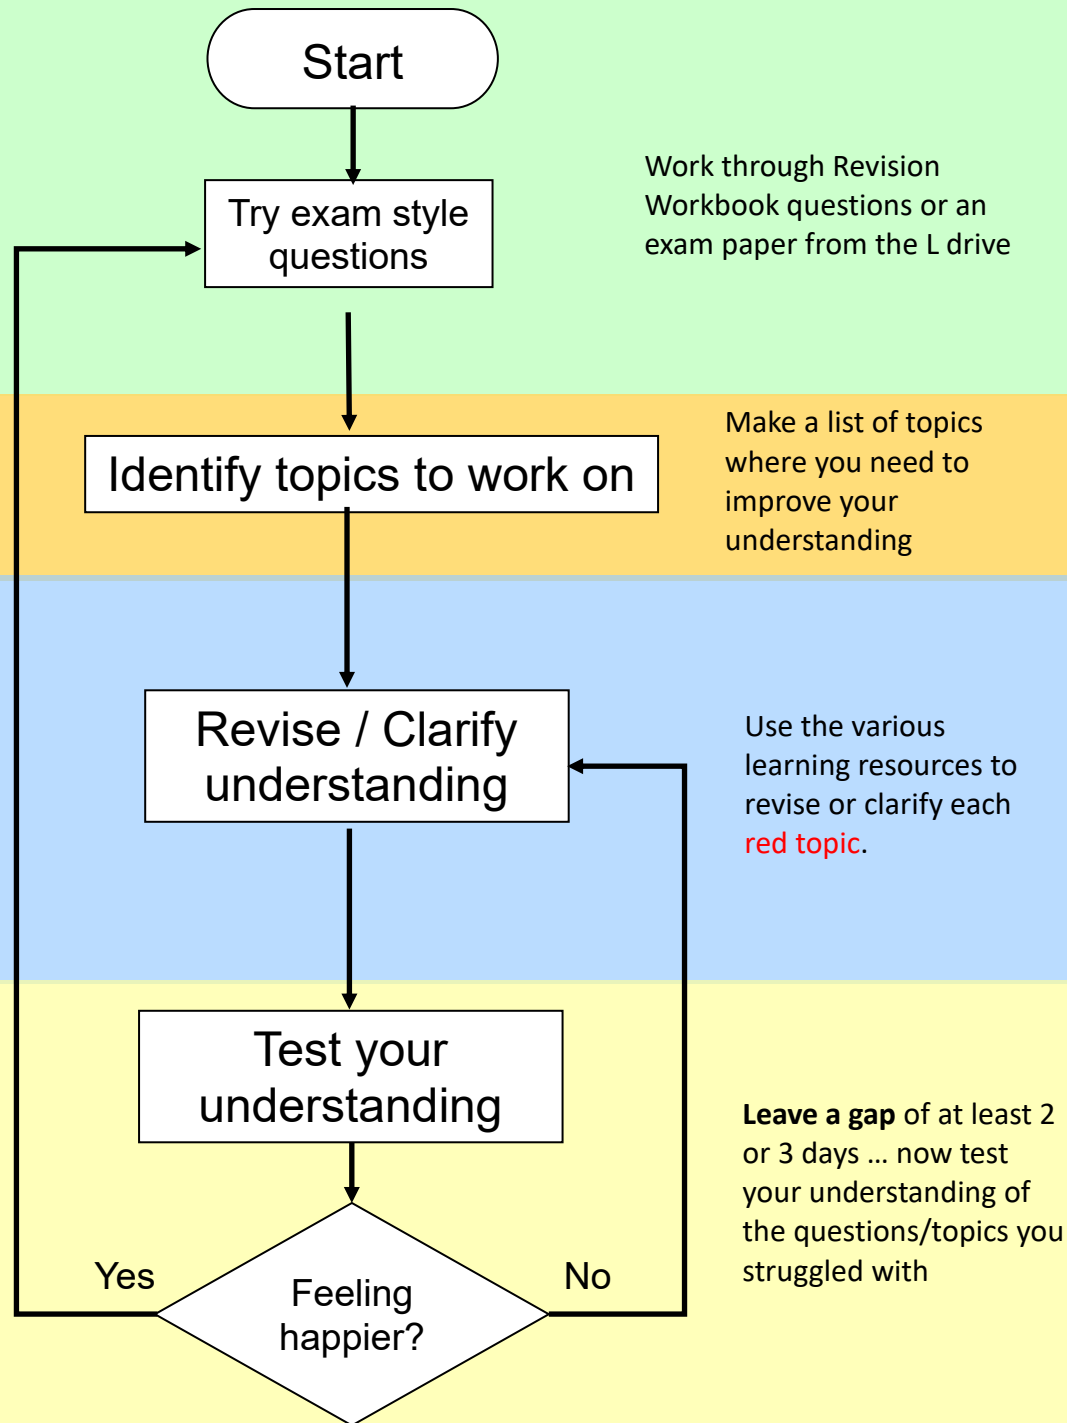 Start
Try exam style
questions
Work through Revision
Workbook questions or an
exam paper from the L drive
Identify topics to work on
Make a list of topics
where you need to
improve your
understanding
Revise / Clarify
understanding
Use the various
learning resources to
revise or clarify each
red topic.
Test your
understanding
Leave a gap of at least 2
or 3 days … now test
your understanding of
the questions/topics you
struggled with
Yes
Feeling
happier?
No